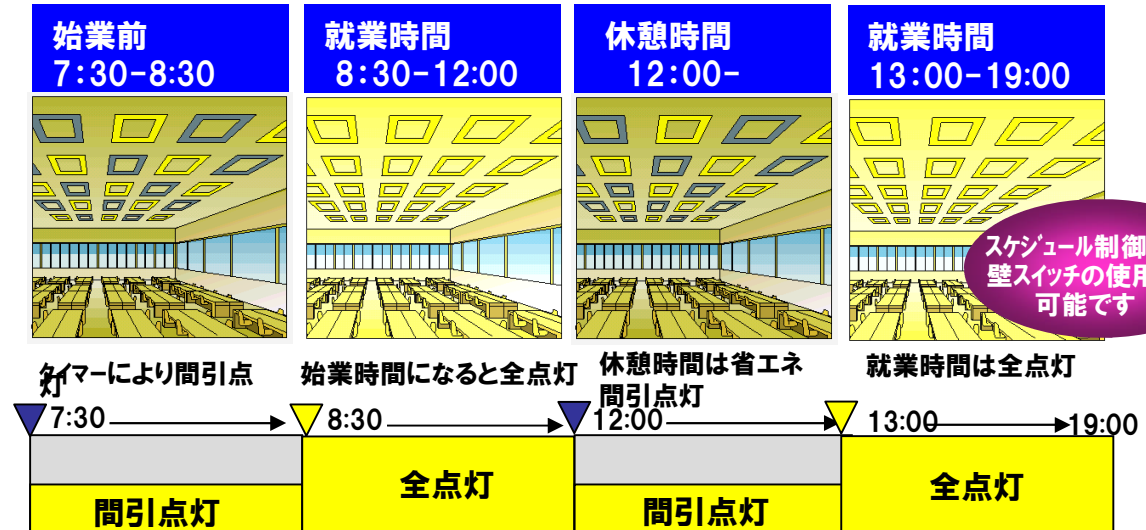 始業前
7:30-8:30
就業時間
8:30-12:00
休憩時間
12:00-
就業時間
13:00-19:00
スケジュール制御
壁スイッチの使用
可能です
タイマーにより間引点
灯
始業時間になると全点灯
休憩時間は省エネ
間引点灯
就業時間は全点灯
7:30
8:30
12:00
13:00
19:00
間引点灯
全点灯
間引点灯
全点灯